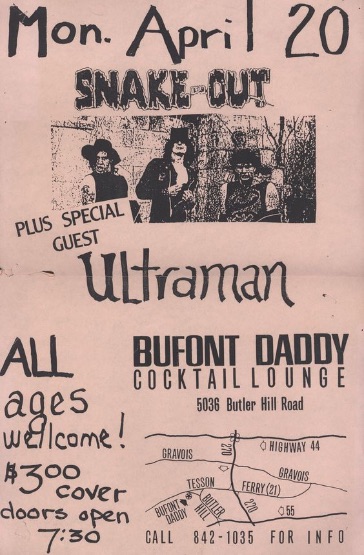 Mon. April 20
SNAKE-OUT
PLUS SPECIAL
GUEST
Ultraman
ALL
ages
wellcome!
$3.00
cover
doors open
7:30
BUFONT DADDY
COCKTAIL LOUNGE
5036 Butler Hill Road
270
HIGHWAY 44
GRAVOIS
GRAVOIS
TESSON
FERRY (21)
BUFONT
DADDY
BUTLER
HILL
270
55
CALL 842-1035 FOR INFO